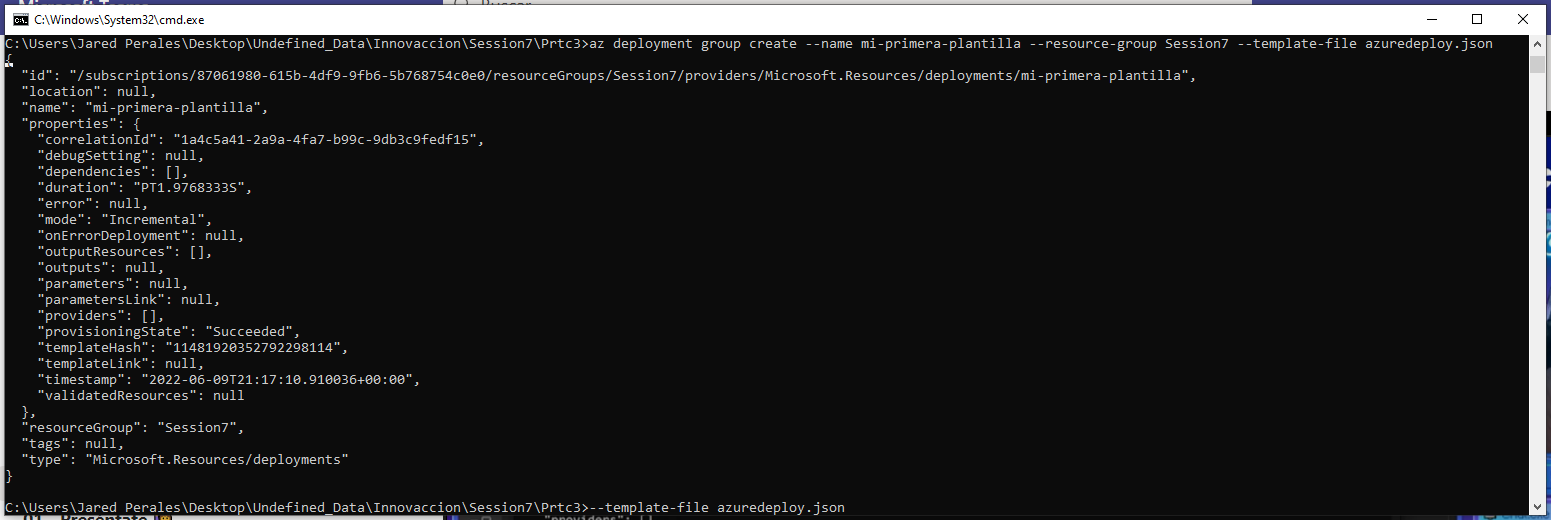 Microsoft Teams
Buscar
C:\Windows\System32\cmd.exe
C:\Users\Jared Perales\Desktop\Undefined_Data\Innovaccion\Session7\Prtc3>az deployment group create --name mi-primera-plantilla --resource-group Session7 --template-file azuredeploy.json
{
  "id": "/subscriptions/87061980-615b-4df9-9fb6-5b768754c0e0/resourceGroups/Session7/providers/Microsoft.Resources/deployments/mi-primera-plantilla",
  "location": null,
  "name": "mi-primera-plantilla",
  "properties": {
    "correlationId": "1a4c5a41-2a9a-4fa7-b99c-9db3c9fedf15",
    "debugSetting": null,
    "dependencies": [],
    "duration": "PT1.9768333S",
    "error": null,
    "mode": "Incremental",
    "onErrorDeployment": null,
    "outputResources": [],
    "outputs": null,
    "parameters": null,
    "parametersLink": null,
    "providers": [],
    "provisioningState": "Succeeded",
    "templateHash": "11481920352792298114",
    "templateLink": null,
    "timestamp": "2022-06-09T21:17:10.910036+00:00",
    "validatedResources": null
  },
  "resourceGroup": "Session7",
  "tags": null,
  "type": "Microsoft.Resources/deployments"
}
C:\Users\Jared Perales\Desktop\Undefined_Data\Innovaccion\Session7\Prtc3>--template-file azuredeploy.json